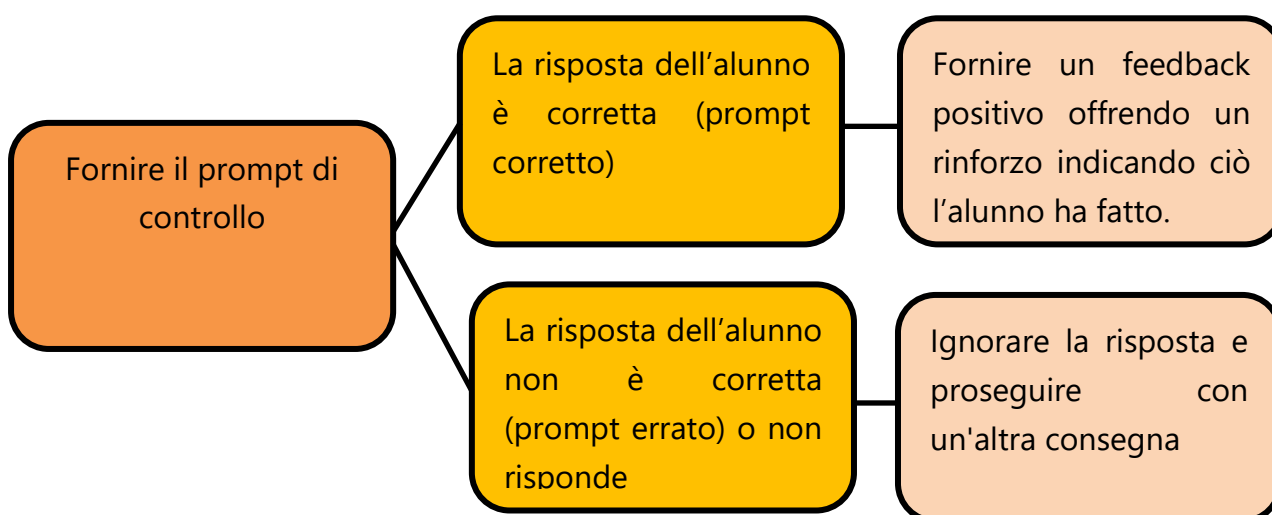 Fornire il prompt di
controllo
La risposta dell’alunno
è corretta (prompt
corretto)
Fornire un feedback
positivo offrendo un
rinforzo indicando ciò
l’alunno ha fatto.
La risposta dell’alunno
non è corretta
(prompt errato) o non
risponde
Ignorare la risposta e
proseguire con
un'altra consegna